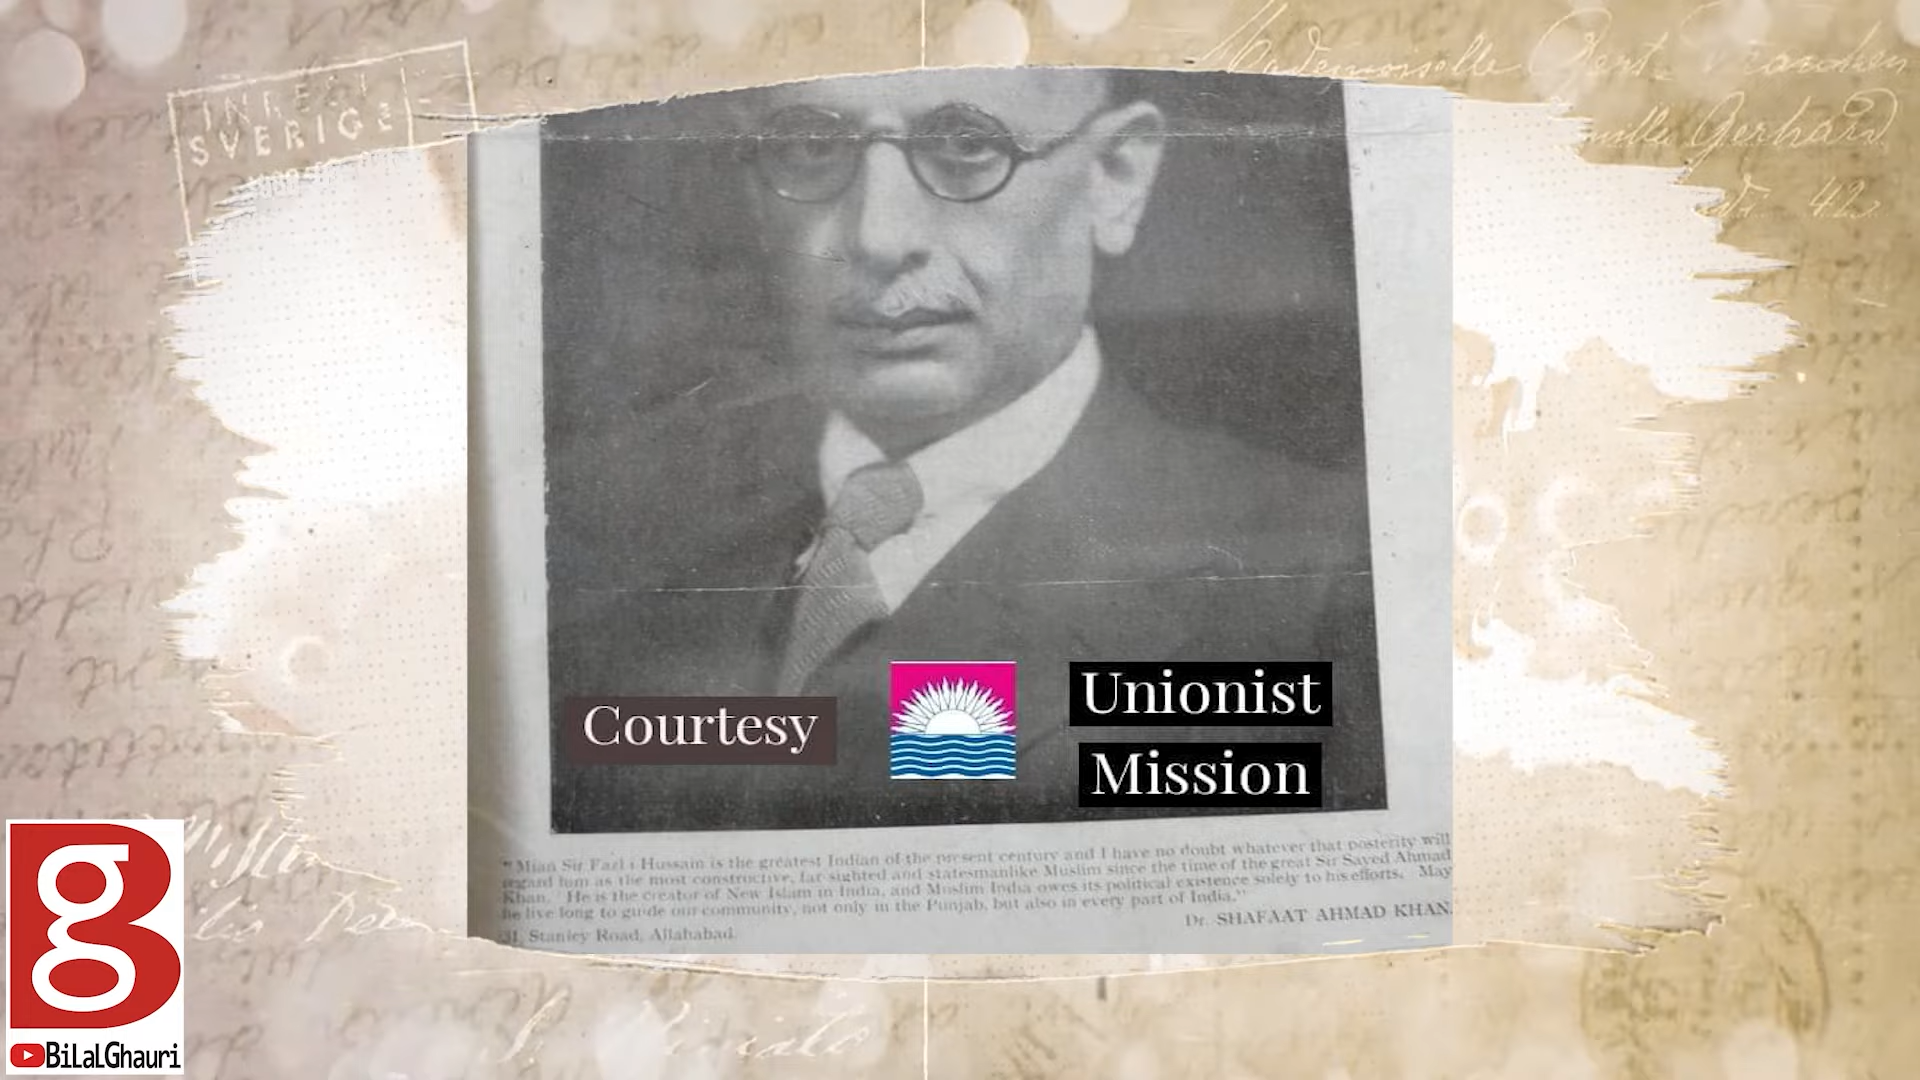 SVERIGE
Mademoiselle
Gerhard
42
Courtesy
Unionist
Mission
"Mian Sir Fazl i Hussain is the greatest Indian of the present century and I have no doubt whatever that posterity will
regard him as the most constructive, far sighted and statesmanlike Muslim since the time of the great Sir Sayed Ahmad
Khan. He is the creator of New Islam in India, and Muslim India owes its political existence solely to his efforts. May
he live long to guide our community, not only in the Punjab, but also in every part of India."
Dr. SHAFAAT AHMAD KHAN.
31, Stanley Road, Allahabad.
g
BiLalGhauri